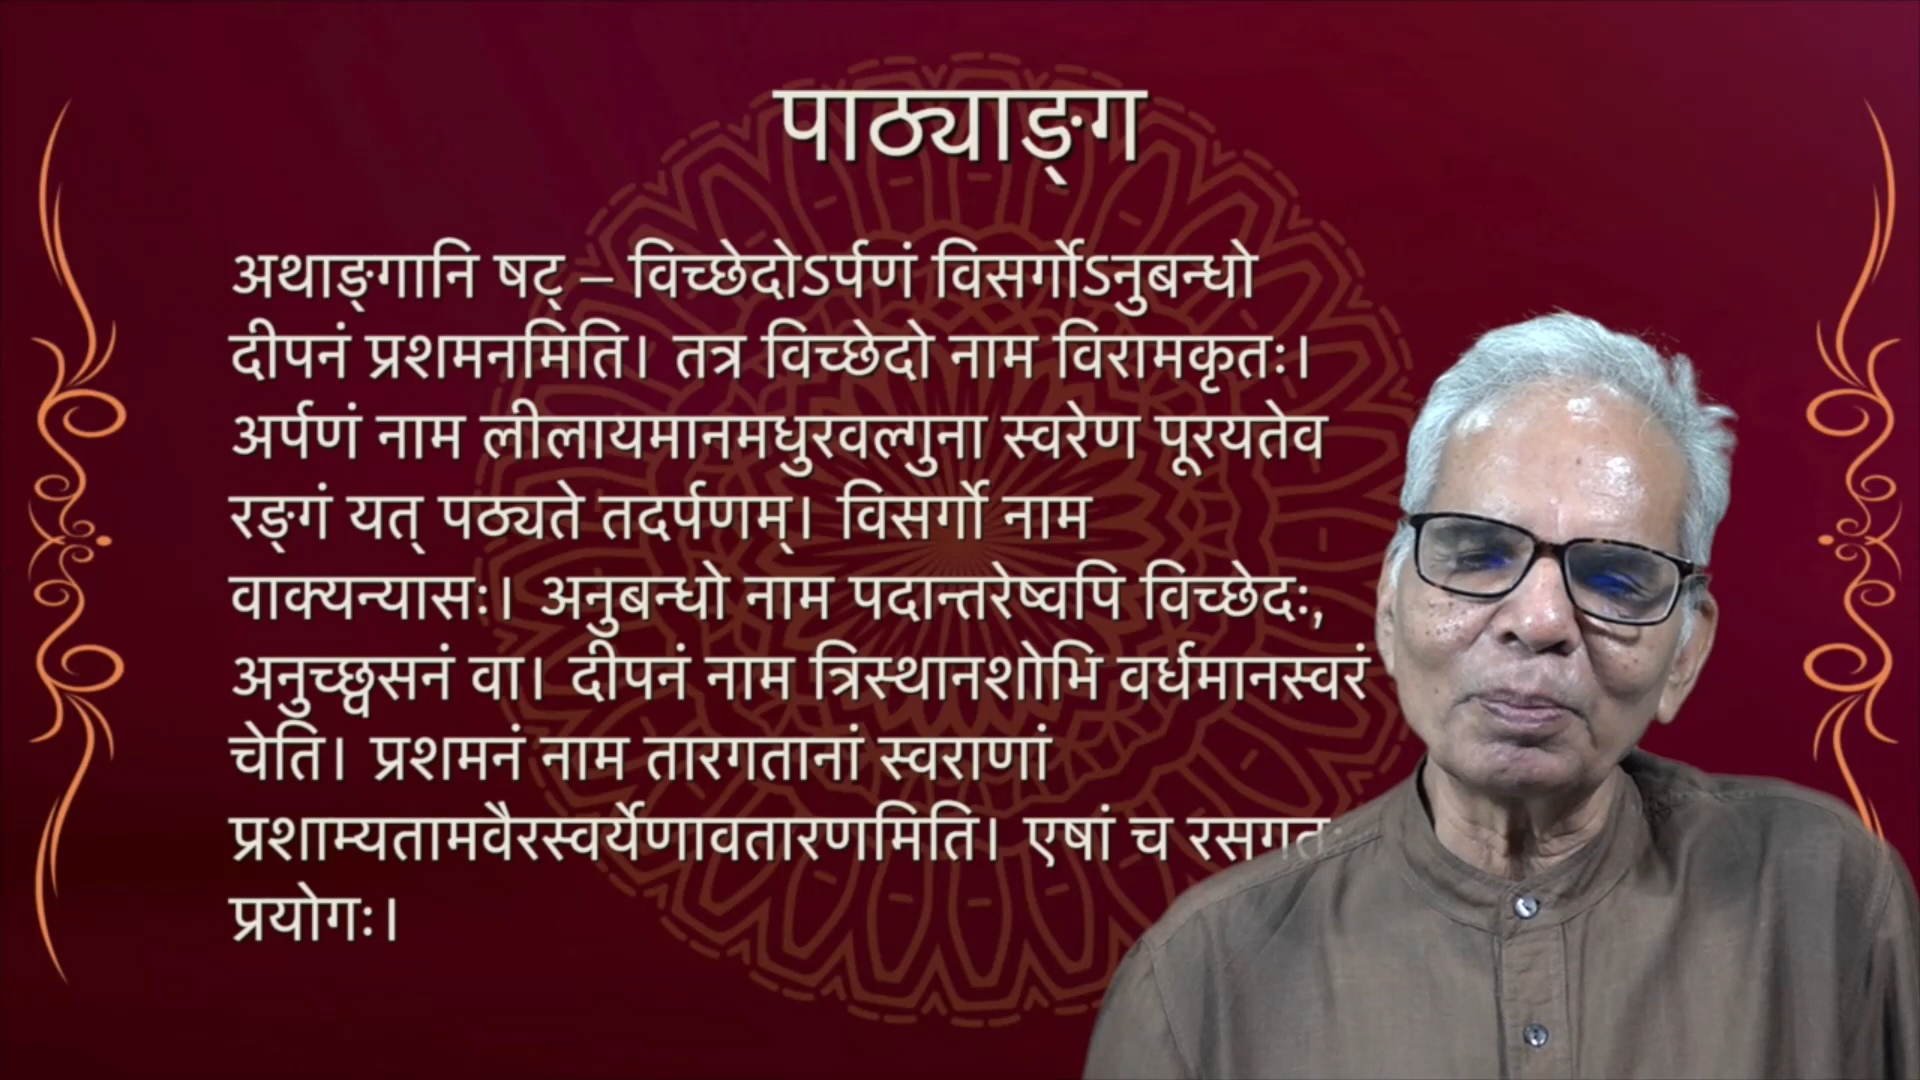 पाठ्याङ्ग
अथाङ्गानि षट् – विच्छेदोऽर्पणं विसर्गोऽनुबन्धो
दीपनं प्रशमनमिति। तत्र विच्छेदो नाम विरामकृतः।
अर्पणं नाम लीलायमानमधुरवल्गुना स्वरेण पूरयतेव
रङ्गं यत् पठ्यते तदर्पणम्। विसर्गो नाम
वाक्यन्यासः। अनुबन्धो नाम पदान्तरेष्वपि विच्छेदः,
अनुच्छ्वसनं वा। दीपनं नाम त्रिस्थानशोभि वर्धमानस्वरं
चेति। प्रशमनं नाम तारगतानां स्वराणां
प्रशाम्यतामवैरस्वर्येणावतारणमिति। एषां च रसगतः
प्रयोगः।